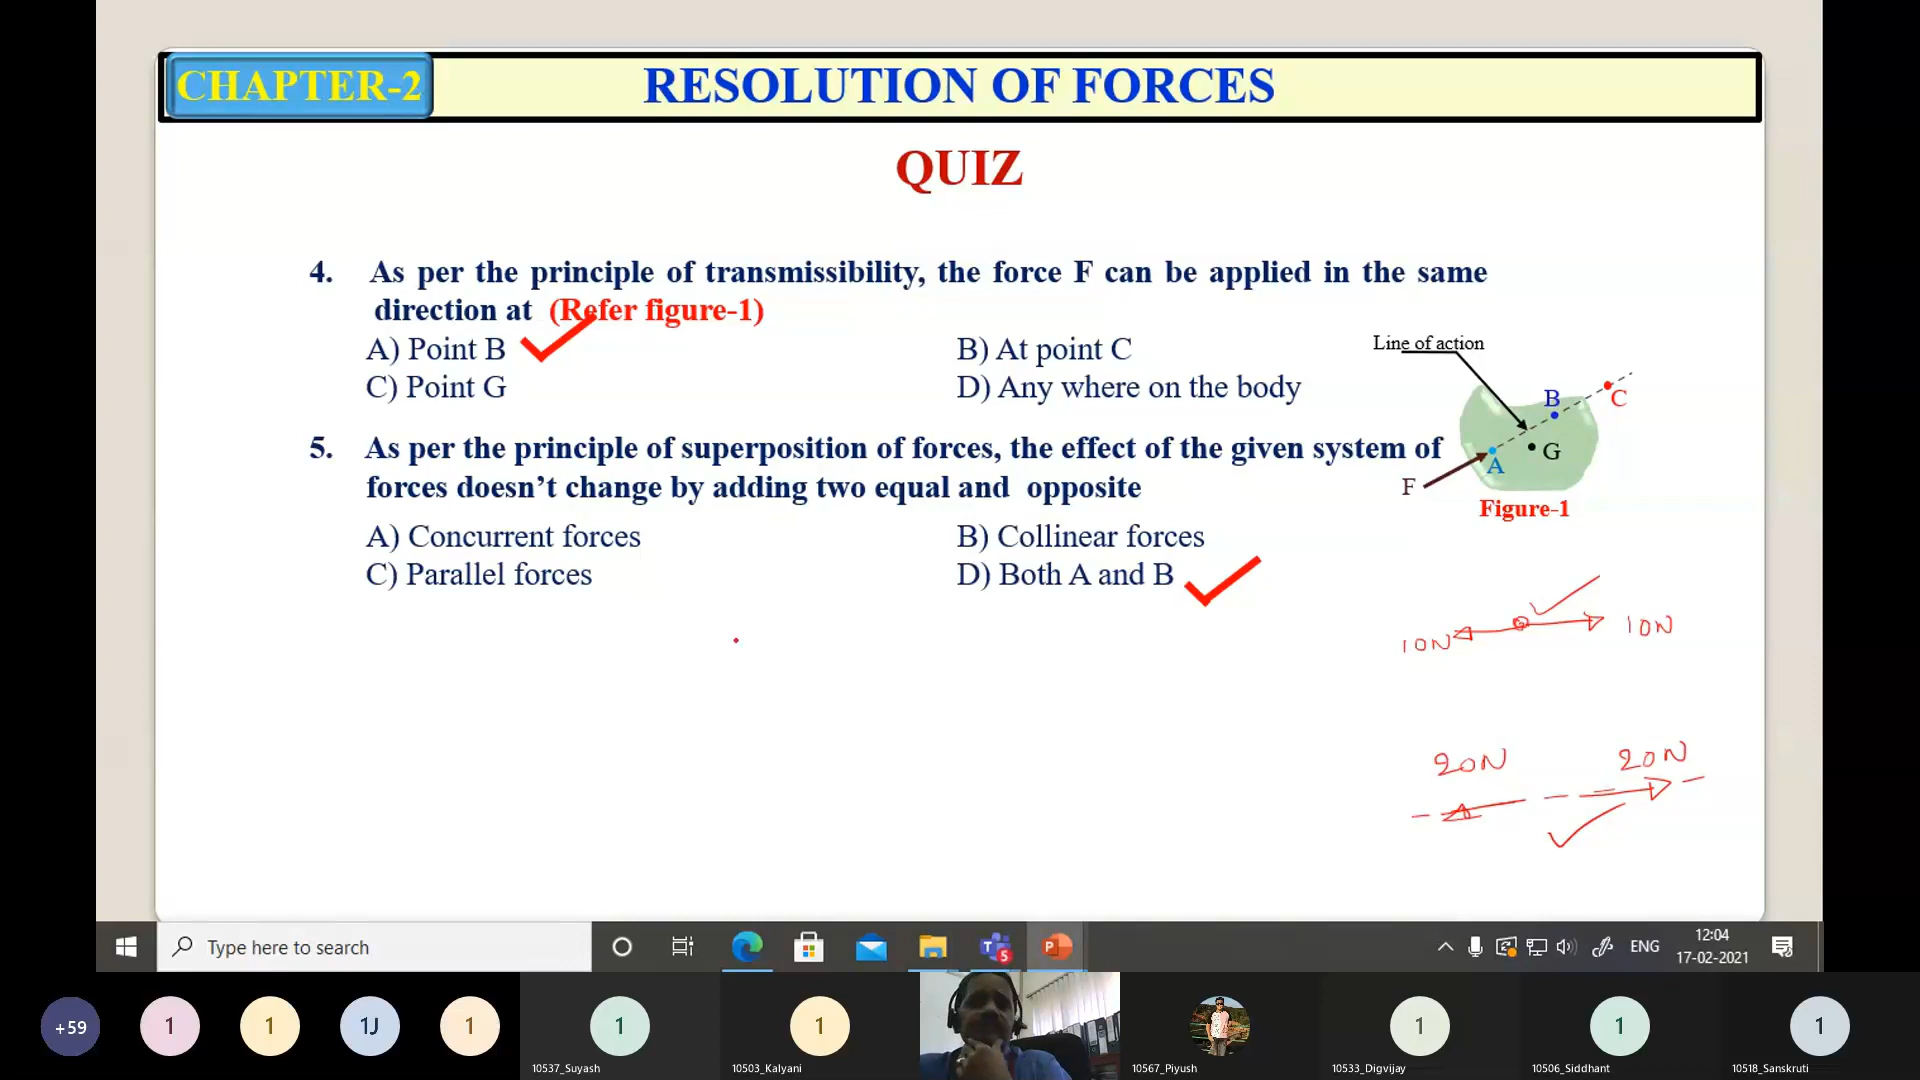 CHAPTER-2
RESOLUTION OF FORCES
QUIZ
4. As per the principle of transmissibility, the force F can be applied in the same
direction at (Refer figure-1)
A) Point B
B) At point C
C) Point G
D) Any where on the body
Line of action
B
C
G
A
F
Figure-1
5. As per the principle of superposition of forces, the effect of the given system of
forces doesn’t change by adding two equal and opposite
A) Concurrent forces
B) Collinear forces
C) Parallel forces
D) Both A and B
10N
10N
20N
20N
Type here to search
5
ENG
12:04
17-02-2021
+59
1
1
1J
1
1
1
1
1
1
10537_Suyash
10503_Kalyani
10567_Piyush
10533_Digvijay
10506_Siddhant
10518_Sanskruti